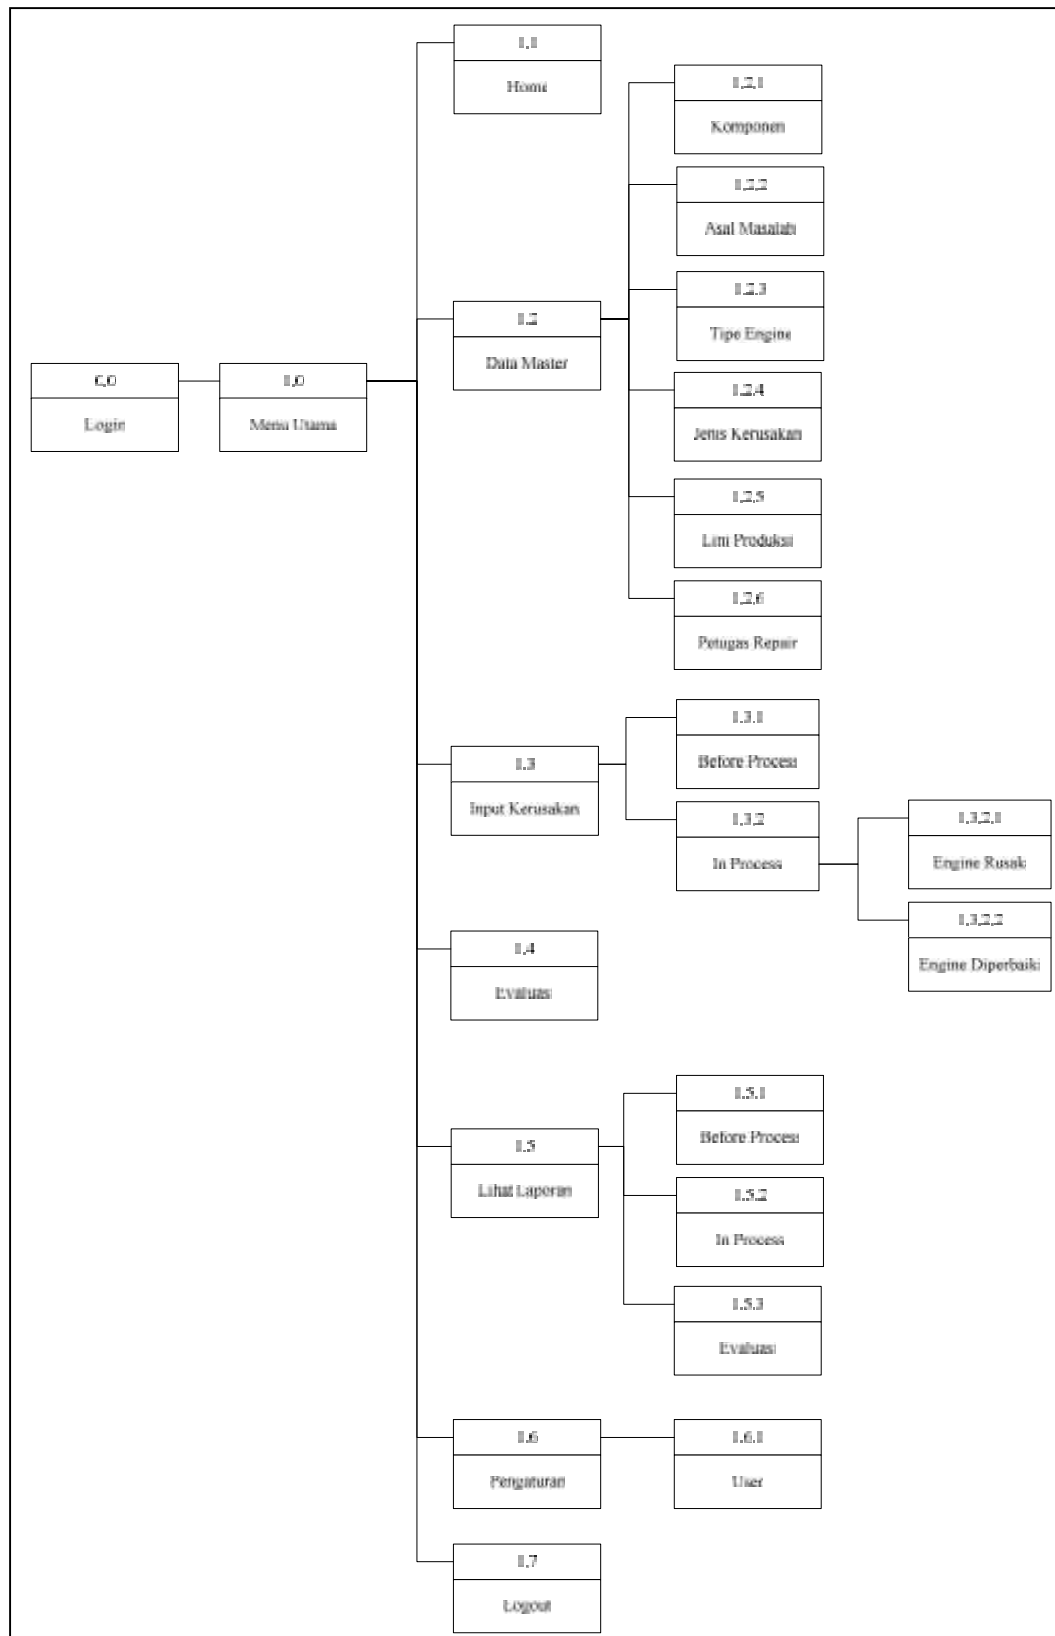 0,0
Login
1,0
Menu Utama
1,1
Home
1,2
Data Master
1,2,1
Komponen
1,2,2
Asal Masalah
1,2,3
Tipe Engine
1,2,4
Jenis Kerusakan
1,2,5
Lini Produksi
1,2,6
Petugas Repair
1,3
Input Kerusakan
1,3,1
Before Process
1,3,2
In Process
1,3,2,1
Engine Rusak
1,3,2,2
Engine Diperbaiki
1,4
Evaluasi
1,5
Lihat Laporan
1,5,1
Before Process
1,5,2
In Process
1,5,3
Evaluasi
1,6
Pengaturan
1,6,1
User
1,7
Logout